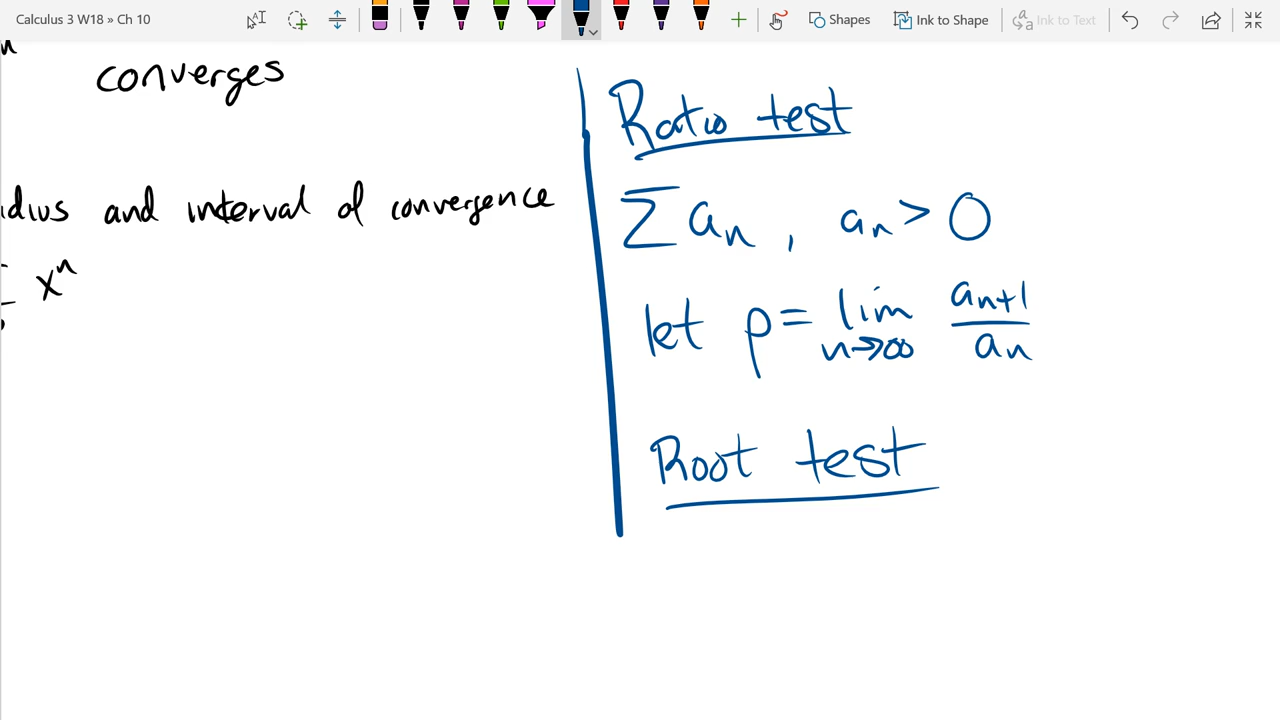 Calculus 3 W18 » Ch 10
Shapes
Ink to Shape
Ink to Text
n
converges
dius and interval of convergence
x^n
Ratio test
∑ a_n , a_n > 0
let ρ = lim_{n→∞} \frac{a_{n+1}}{a_n}
Root test